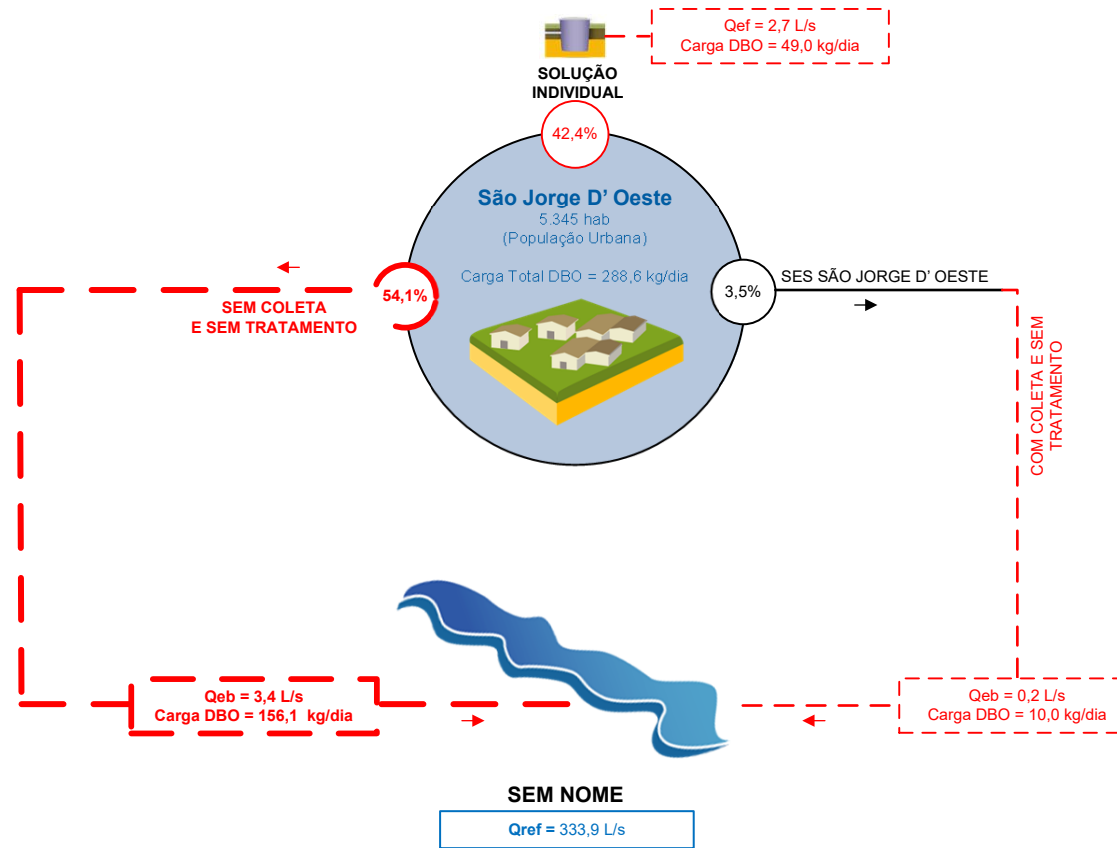 Qef = 2,7 L/s
Carga DBO = 49,0 kg/dia
SOLUÇÃO
INDIVIDUAL
42,4%
São Jorge D' Oeste
5.345 hab
(População Urbana)
Carga Total DBO = 288,6 kg/dia
54,1%
SEM COLETA
E SEM TRATAMENTO
3,5%
SES SÃO JORGE D' OESTE
COM COLETA E SEM
TRATAMENTO
Qeb = 3,4 L/s
Carga DBO = 156,1 kg/dia
Qeb = 0,2 L/s
Carga DBO = 10,0 kg/dia
SEM NOME
Qref = 333,9 L/s